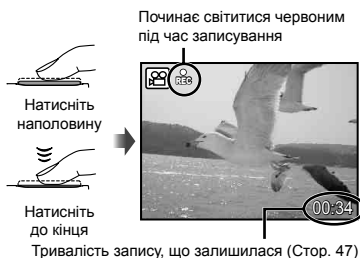 Починає світитися червоним
під час записування
REC
Натисніть
наполовину
00:34
Натисніть
до кінця
Тривалість запису, що залишилася (Стор. 47)